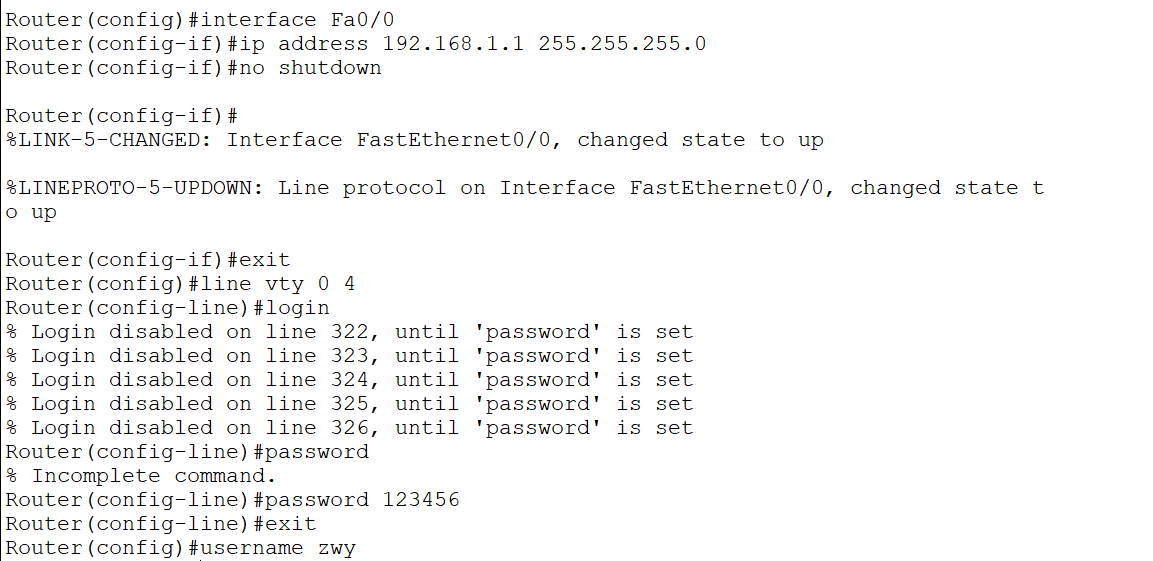 Router(config)#interface Fa0/0
Router(config-if)#ip address 192.168.1.1 255.255.255.0
Router(config-if)#no shutdown
Router(config-if)#
%LINK-5-CHANGED: Interface FastEthernet0/0, changed state to up
%LINEPROTO-5-UPDOWN: Line protocol on Interface FastEthernet0/0, changed state t
o up
Router(config-if)#exit
Router(config)#line vty 0 4
Router(config-line)#login
% Login disabled on line 322, until 'password' is set
% Login disabled on line 323, until 'password' is set
% Login disabled on line 324, until 'password' is set
% Login disabled on line 325, until 'password' is set
% Login disabled on line 326, until 'password' is set
Router(config-line)#password
% Incomplete command.
Router(config-line)#password 123456
Router(config-line)#exit
Router(config)#username zwy